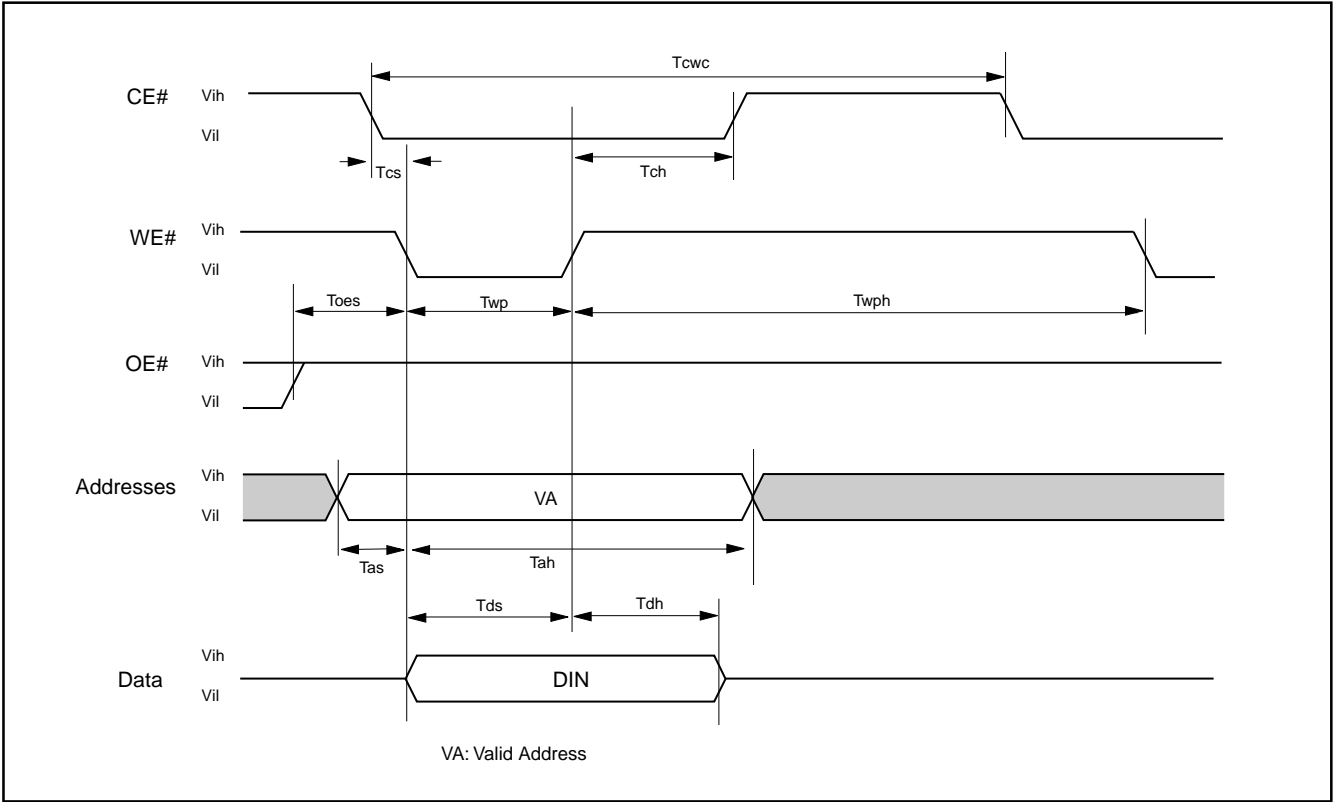 Tcwc
CE#
Vih
Vil
Tcs
Tch
WE#
Vih
Vil
Toes
Twp
Twph
OE#
Vih
Vil
Addresses
Vih
Vil
VA
Tas
Tah
Tds
Tdh
Data
Vih
Vil
DIN
VA: Valid Address